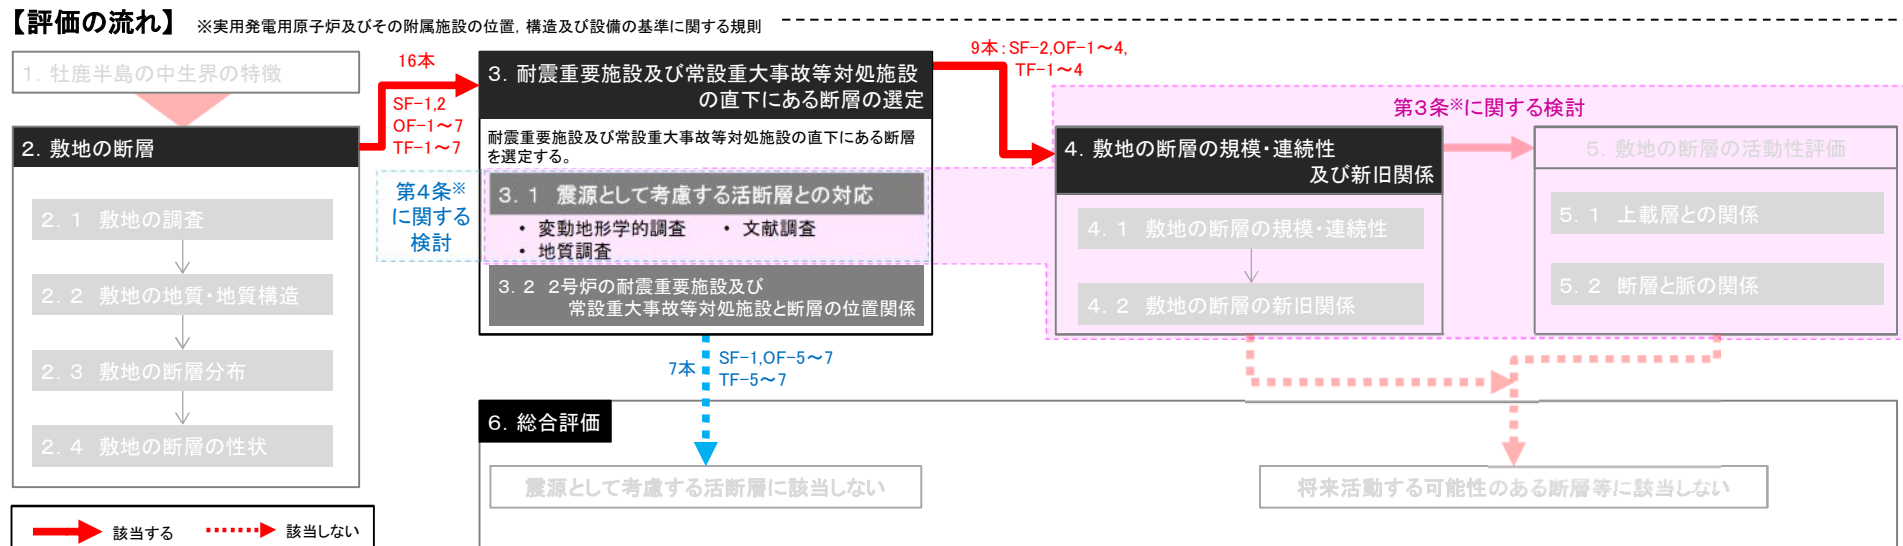 【評価の流れ】 ※実用発電用原子炉及びその附属施設の位置, 構造及び設備の基準に関する規則
1. 牡鹿半島の中生界の特徴
2. 敷地の断層
2. 1 敷地の調査
2. 2 敷地の地質・地質構造
2. 3 敷地の断層分布
2. 4 敷地の断層の性状
16本
SF-1,2
OF-1～7
TF-1～7
3. 耐震重要施設及び常設重大事故等対処施設
の直下にある断層の選定
耐震重要施設及び常設重大事故等対処施設の直下にある断層
を選定する。
第4条※
に関する
検討
3. 1 震源として考慮する活断層との対応
・ 変動地形学的調査 ・ 文献調査
・ 地質調査
3. 2 2号炉の耐震重要施設及び
常設重大事故等対処施設と断層の位置関係
9本：SF-2,OF-1～4,
TF-1～4
第3条※に関する検討
4. 敷地の断層の規模・連続性
及び新旧関係
4. 1 敷地の断層の規模・連続性
4. 2 敷地の断層の新旧関係
5. 敷地の断層の活動性評価
5. 1 上載層との関係
5. 2 断層と脈の関係
7本
SF-1,OF-5～7
TF-5～7
6. 総合評価
震源として考慮する活断層に該当しない
将来活動する可能性のある断層等に該当しない
該当する
該当しない